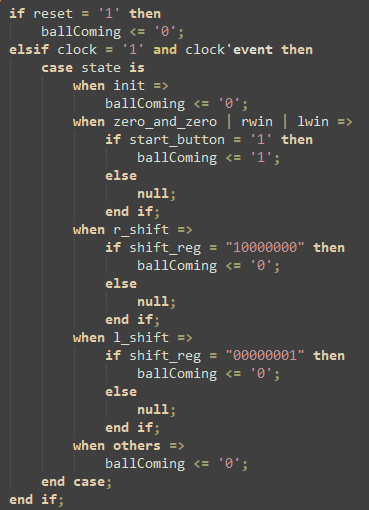 if reset = '1' then
    ballComing <= '0';
elsif clock = '1' and clock'event then
    case state is
        when init =>
            ballComing <= '0';
        when zero_and_zero | rwin | lwin =>
            if start_button = '1' then
                ballComing <= '1';
            else
                null;
            end if;
        when r_shift =>
            if shift_reg = "10000000" then
                ballComing <= '0';
            else
                null;
            end if;
        when l_shift =>
            if shift_reg = "00000001" then
                ballComing <= '0';
            else
                null;
            end if;
        when others =>
            ballComing <= '0';
    end case;
end if;